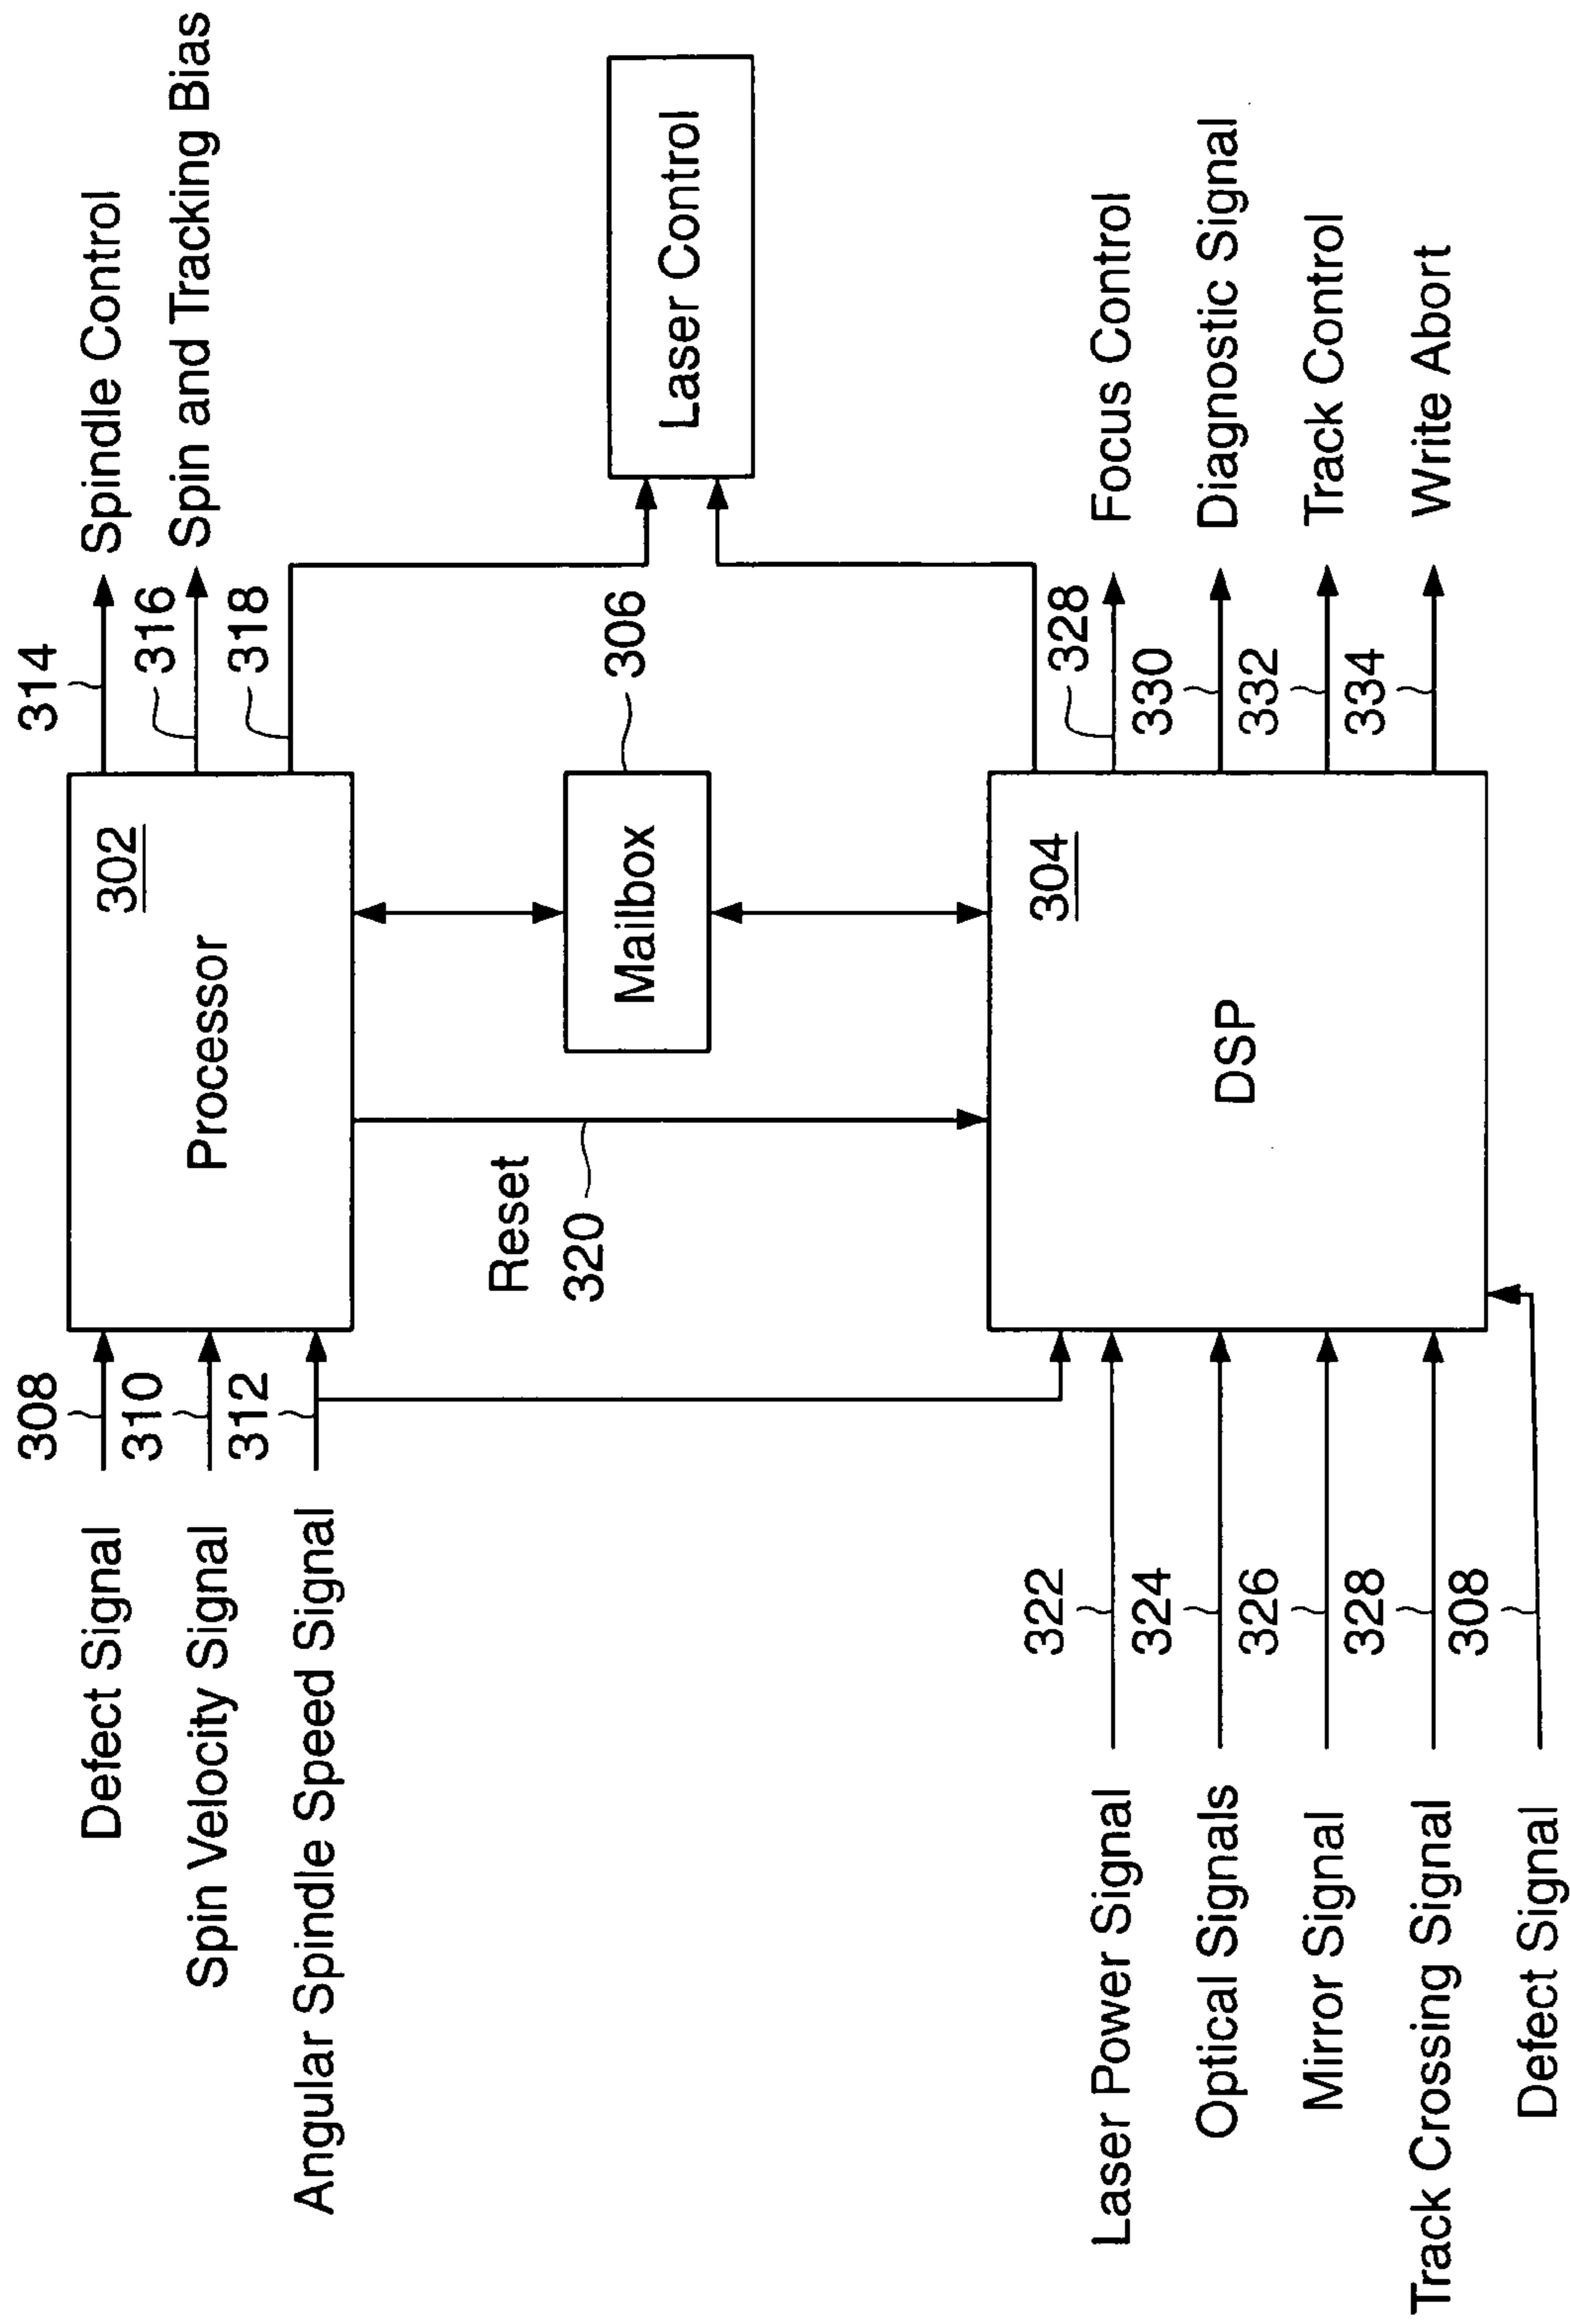 Defect Signal
308
Spin Velocity Signal
310
Angular Spindle Speed Signal
312
Processor
302
314
Spindle Control
316
Spin and Tracking Bias
318
Reset
320
Mailbox
306
Laser Control
DSP
304
Laser Power Signal
322
Optical Signals
324
Mirror Signal
326
Track Crossing Signal
328
Defect Signal
308
328
Focus Control
330
Diagnostic Signal
332
Track Control
334
Write Abort